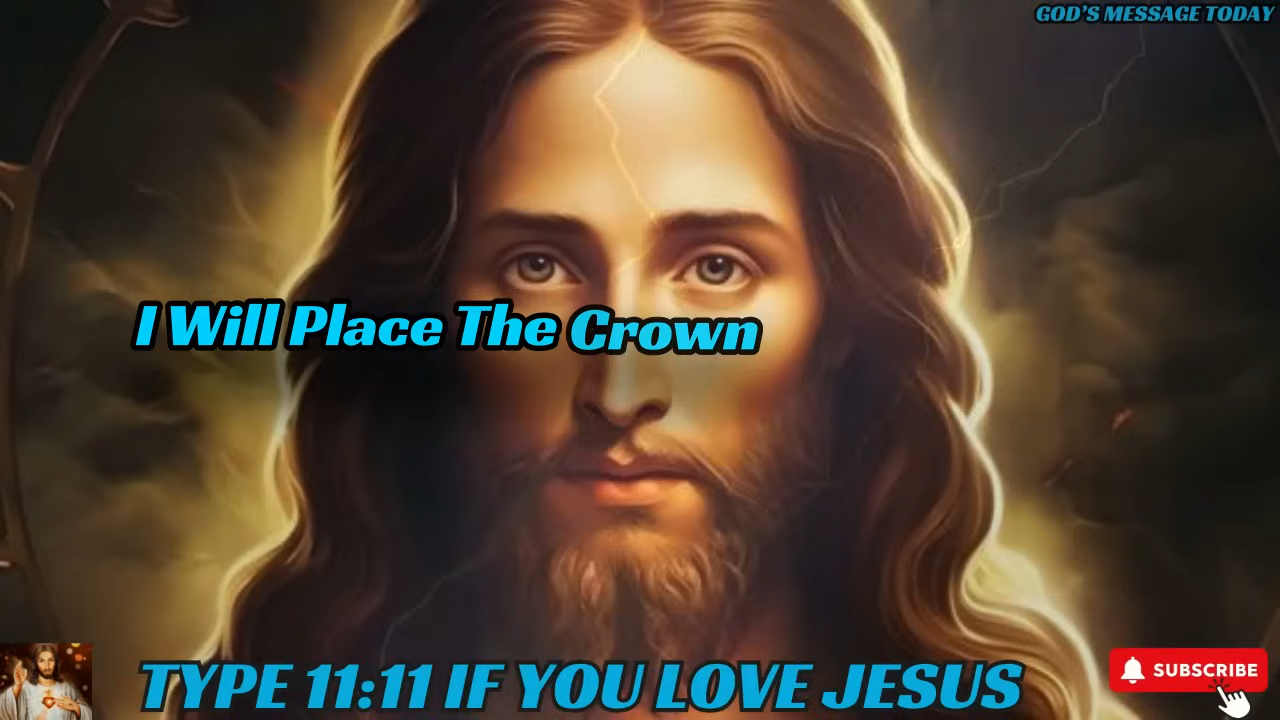 GOD'S MESSAGE TODAY
I Will Place The Crown
TYPE 11:11 IF YOU LOVE JESUS
SUBSCRIBE